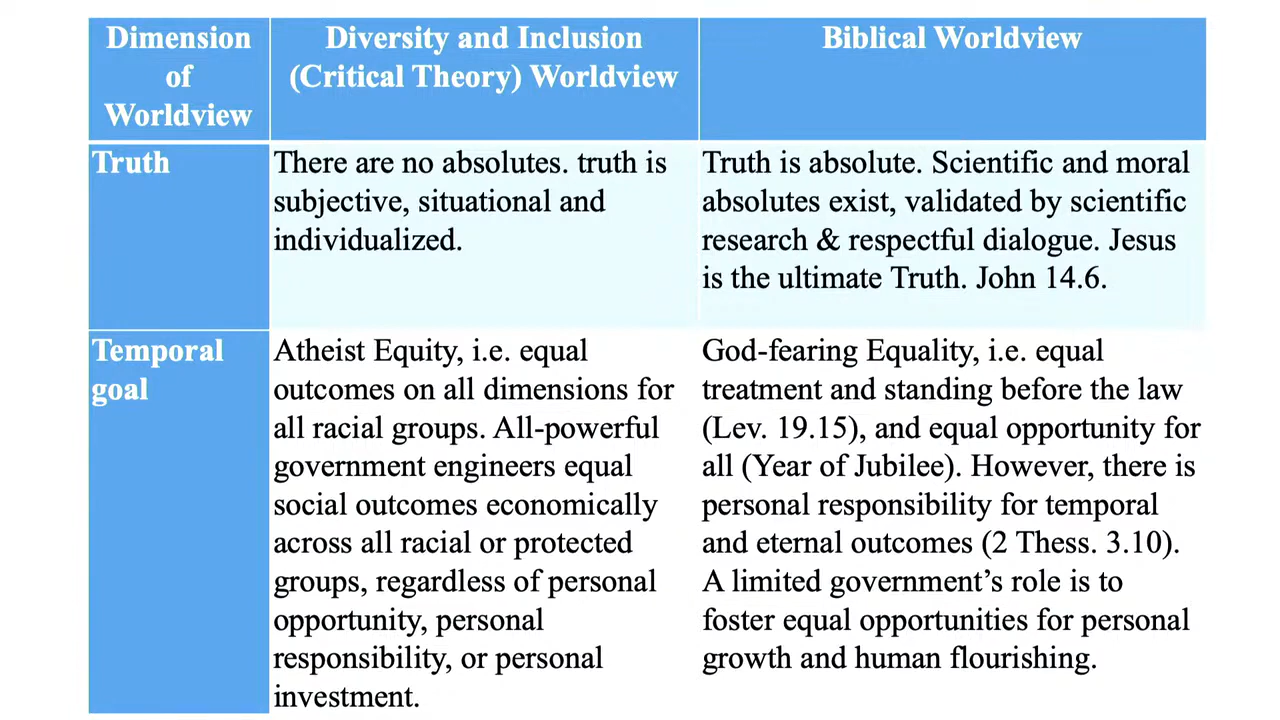 Dimension
of
Worldview
Diversity and Inclusion
(Critical Theory) Worldview
Biblical Worldview
Truth
There are no absolutes. truth is
subjective, situational and
individualized.
Truth is absolute. Scientific and moral
absolutes exist, validated by scientific
research & respectful dialogue. Jesus
is the ultimate Truth. John 14.6.
Temporal
goal
Atheist Equity, i.e. equal
outcomes on all dimensions for
all racial groups. All-powerful
government engineers equal
social outcomes economically
across all racial or protected
groups, regardless of personal
opportunity, personal
responsibility, or personal
investment.
God-fearing Equality, i.e. equal
treatment and standing before the law
(Lev. 19.15), and equal opportunity for
all (Year of Jubilee). However, there is
personal responsibility for temporal
and eternal outcomes (2 Thess. 3.10).
A limited government’s role is to
foster equal opportunities for personal
growth and human flourishing.